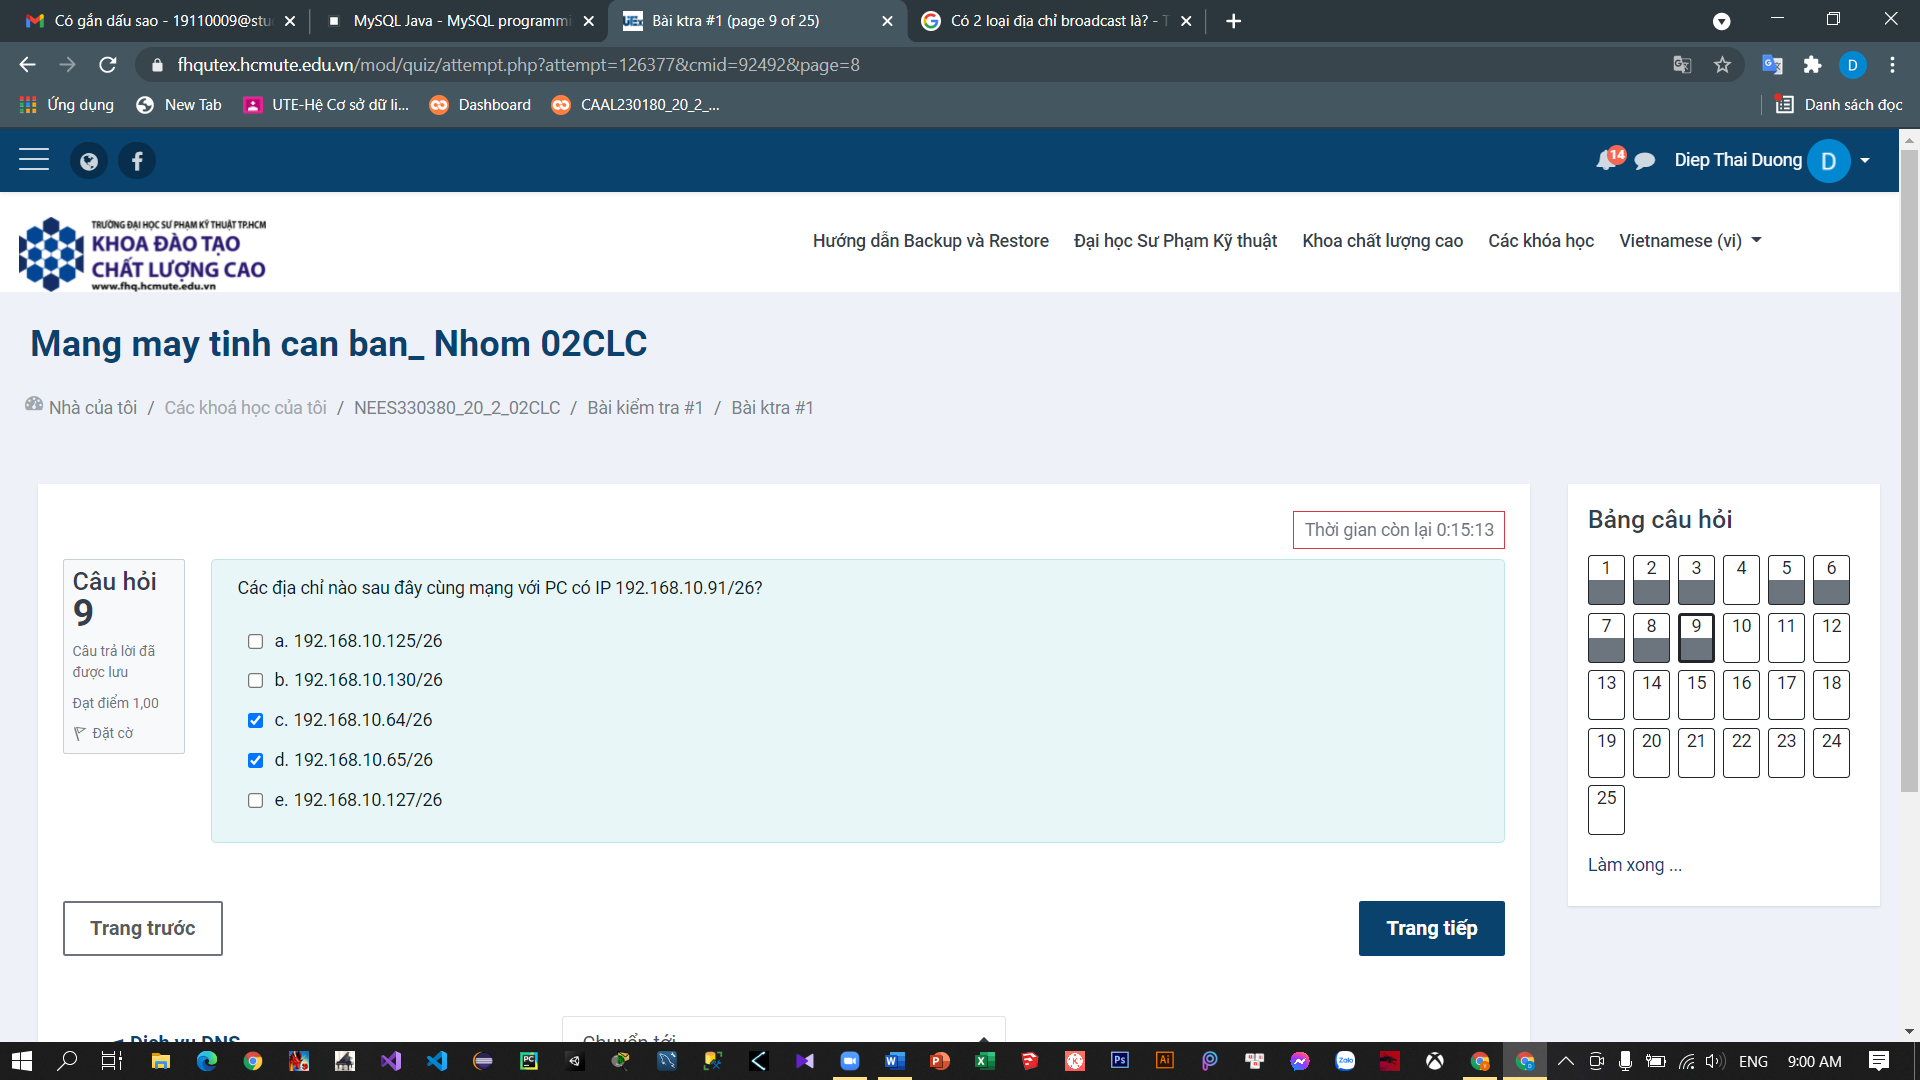 Có gắn dấu sao - 19110009@stu
MySQL Java - MySQL programmi
Bài ktra #1 (page 9 of 25)
Có 2 loại địa chỉ broadcast là? - T
fhqutex.hcmute.edu.vn/mod/quiz/attempt.php?attempt=126377&cmid=92492&page=8
D
Ứng dụng
New Tab
UTE-Hệ Cơ sở dữ li...
Dashboard
CAAL230180_20_2_...
Danh sách đọc
14
Diep Thai Duong
D
TRƯỜNG ĐẠI HỌC SƯ PHẠM KỸ THUẬT TP.HCM
KHOA ĐÀO TẠO
CHẤT LƯỢNG CAO
www.fhq.hcmute.edu.vn
Hướng dẫn Backup và Restore
Đại học Sư Phạm Kỹ thuật
Khoa chất lượng cao
Các khóa học
Vietnamese (vi)
Mang may tinh can ban_ Nhom 02CLC
Nhà của tôi / Các khoá học của tôi / NEES330380_20_2_02CLC / Bài kiểm tra #1 / Bài ktra #1
Thời gian còn lại 0:15:13
Câu hỏi
9
Câu trả lời đã
được lưu
Đạt điểm 1,00
Đặt cờ
Các địa chỉ nào sau đây cùng mạng với PC có IP 192.168.10.91/26?
a. 192.168.10.125/26
b. 192.168.10.130/26
c. 192.168.10.64/26
d. 192.168.10.65/26
e. 192.168.10.127/26
Bảng câu hỏi
1 2 3 4 5 6
7 8 9 10 11 12
13 14 15 16 17 18
19 20 21 22 23 24
25
Làm xong ...
Trang trước
Trang tiếp
Dịch vụ DNS
Chuyển tới
ENG
9:00 AM